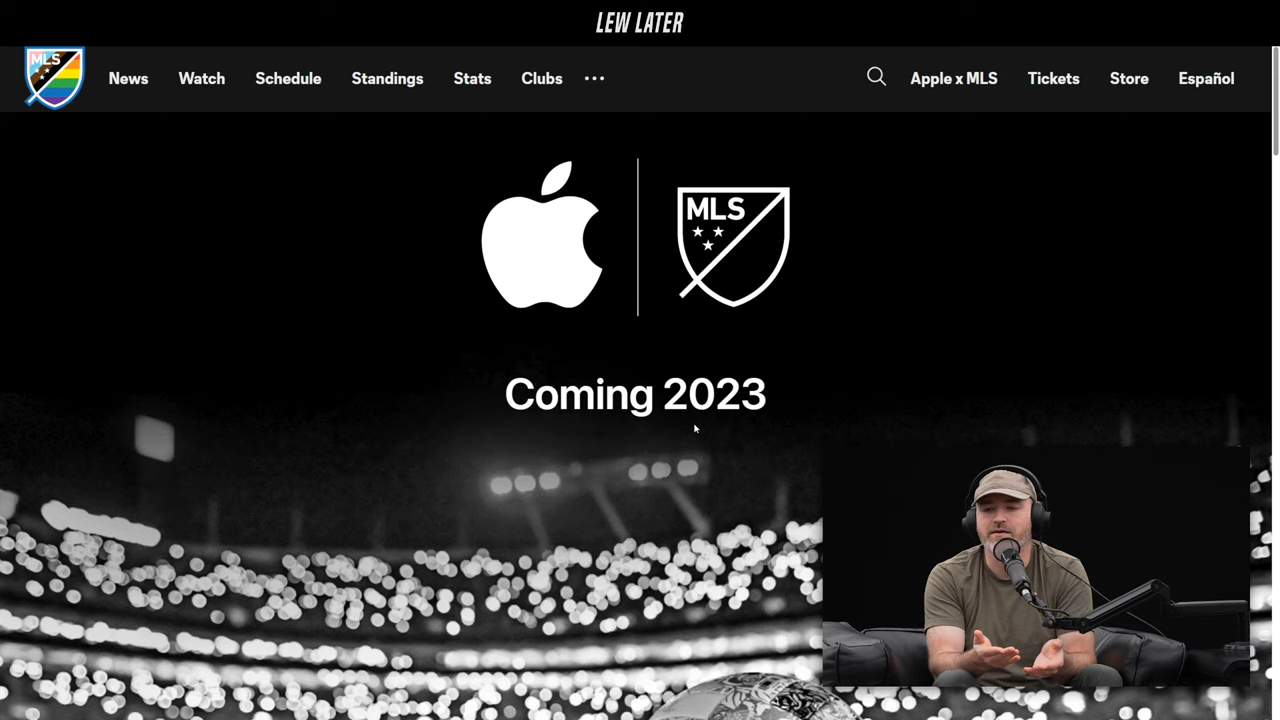 LEW LATER
MLS News Watch Schedule Standings Stats Clubs ••• Apple x MLS Tickets Store Español
MLS
Coming 2023